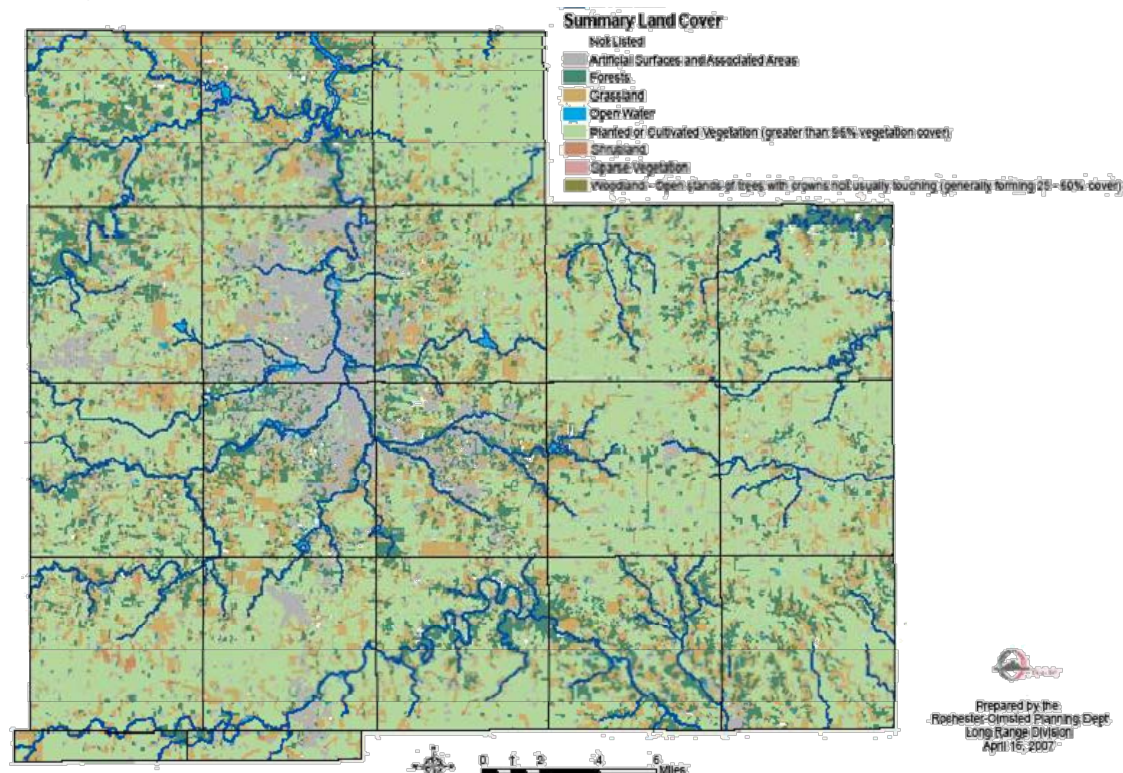 Summary Land Cover
Not Listed
Artificial Surfaces and Associated Areas
Forests
Grassland
Open Water
Planted or Cultivated Vegetation (greater than 96% vegetation cover)
Shrubland
Sparse Vegetation
Woodland - Open stands of trees with crowns not usually touching (generally forming 25 - 60% cover)
Prepared by the
Rochester-Olmsted Planning Dept
Long Range Division
April 16, 2007
0 1 2 4 6
Miles